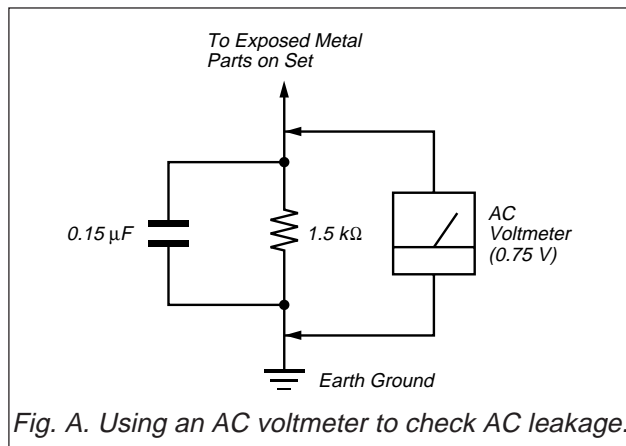 To Exposed Metal
Parts on Set
0.15 μF
1.5 kΩ
AC
Voltmeter
(0.75 V)
Earth Ground
Fig. A. Using an AC voltmeter to check AC leakage.